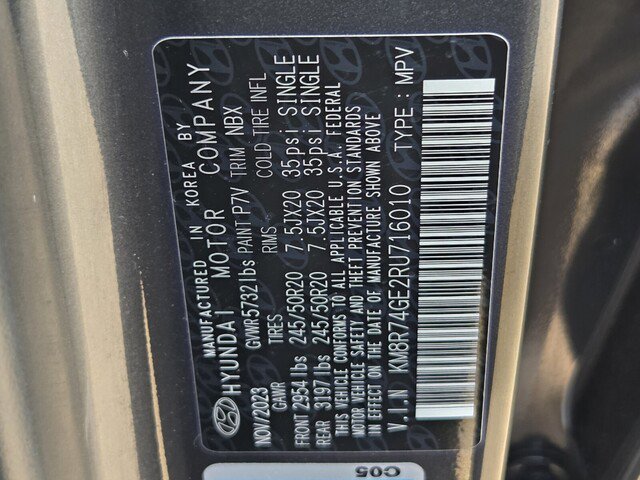 MANUFACTURED IN KOREA BY
HYUNDAI MOTOR COMPANY
NOV/2023 GVWR 5732 lbs PAINT P7V TRIM NBX
GAWR TIRES RIMS COLD TIRE INFL
FRONT 2954 lbs 245/50R20 7.5JX20 35psi SINGLE
REAR 3197 lbs 245/50R20 7.5JX20 35psi SINGLE
THIS VEHICLE CONFORMS TO ALL APPLICABLE U.S.A. FEDERAL
MOTOR VEHICLE SAFETY AND THEFT PREVENTION STANDARDS
IN EFFECT ON THE DATE OF MANUFACTURE SHOWN ABOVE
V.I.N KM8R74GE2RU716010 TYPE : MPV
C05